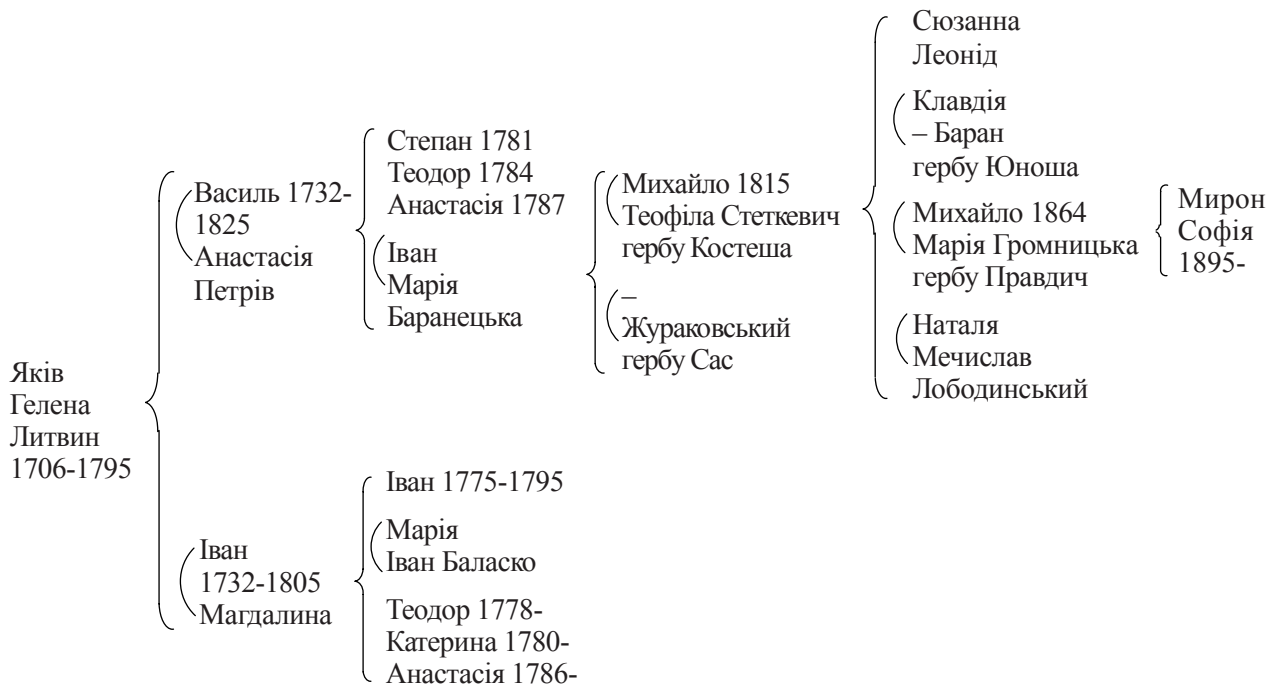 Яків
Гелена
Литвин
1706-1795
Василь 1732-
1825
Анастасія
Петрів
Степан 1781
Теодор 1784
Анастасія 1787
Іван
Марія
Баранецька
Михайло 1815
Теофіла Стеткевич
гербу Костеша
–
Жураковський
гербу Сас
Сюзанна
Леонід
Клавдія
– Баран
гербу Юноша
Михайло 1864
Марія Громницька
гербу Правдич
Наталя
Мечислав
Лободинський
Мирон
Софія
1895-
Іван
1732-1805
Магдалина
Іван 1775-1795
Марія
Іван Баласко
Теодор 1778-
Катерина 1780-
Анастасія 1786-